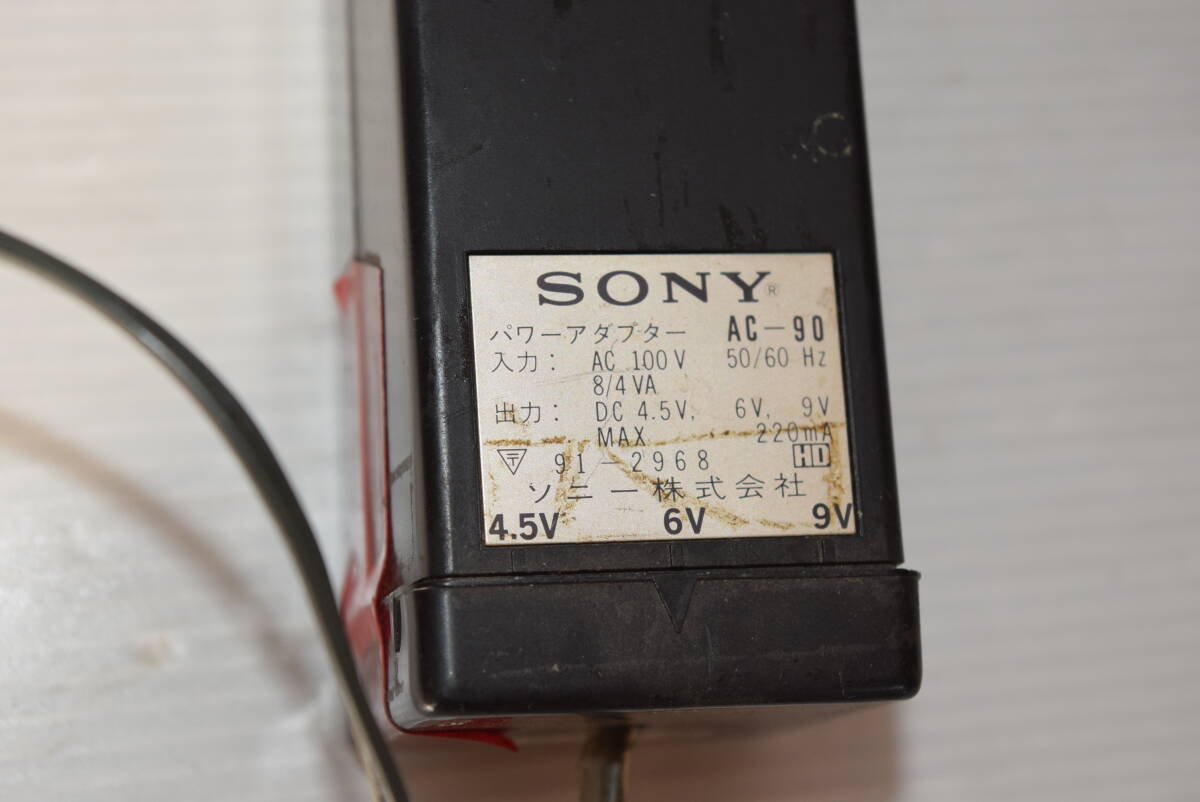 SONY®
パワーアダプター AC-90
入力: AC 100V 50/60 Hz
8/4VA
出力: DC 4.5V, 6V, 9V
MAX 220mA
〒 91-2968 HD
ソニー株式会社
4.5V 6V 9V